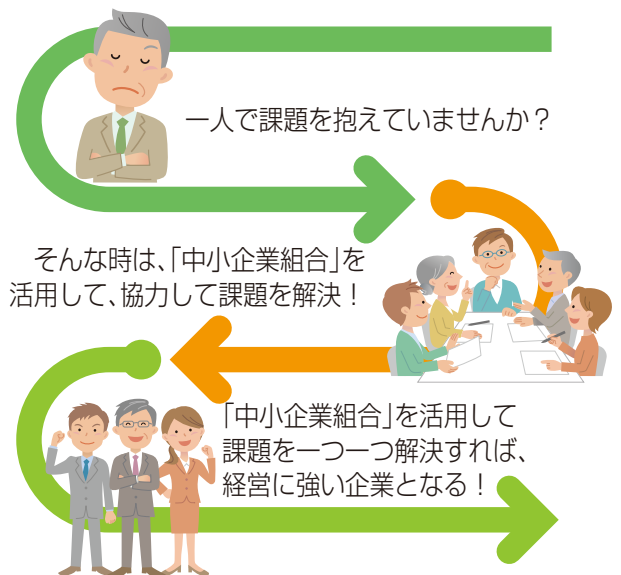 一人で課題を抱えていませんか？
そんな時は、「中小企業組合」を
活用して、協力して課題を解決！
「中小企業組合」を活用して
課題を一つ一つ解決すれば、
経営に強い企業となる！